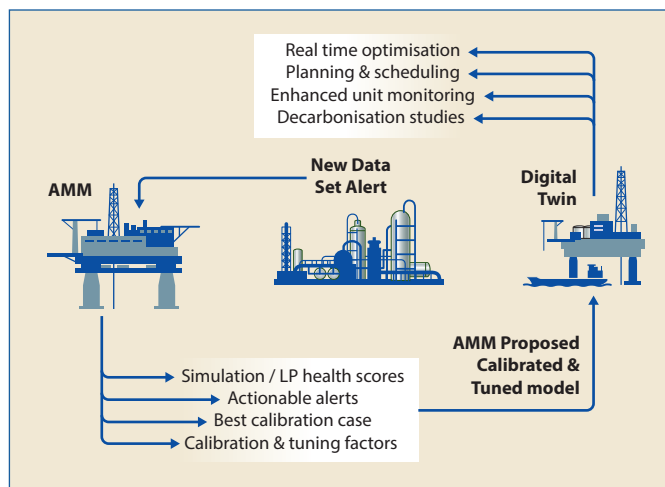 Real time optimisation
Planning & scheduling
Enhanced unit monitoring
Decarbonisation studies
AMM
New Data
Set Alert
Digital
Twin
AMM Proposed
Calibrated &
Tuned model
Simulation / LP health scores
Actionable alerts
Best calibration case
Calibration & tuning factors